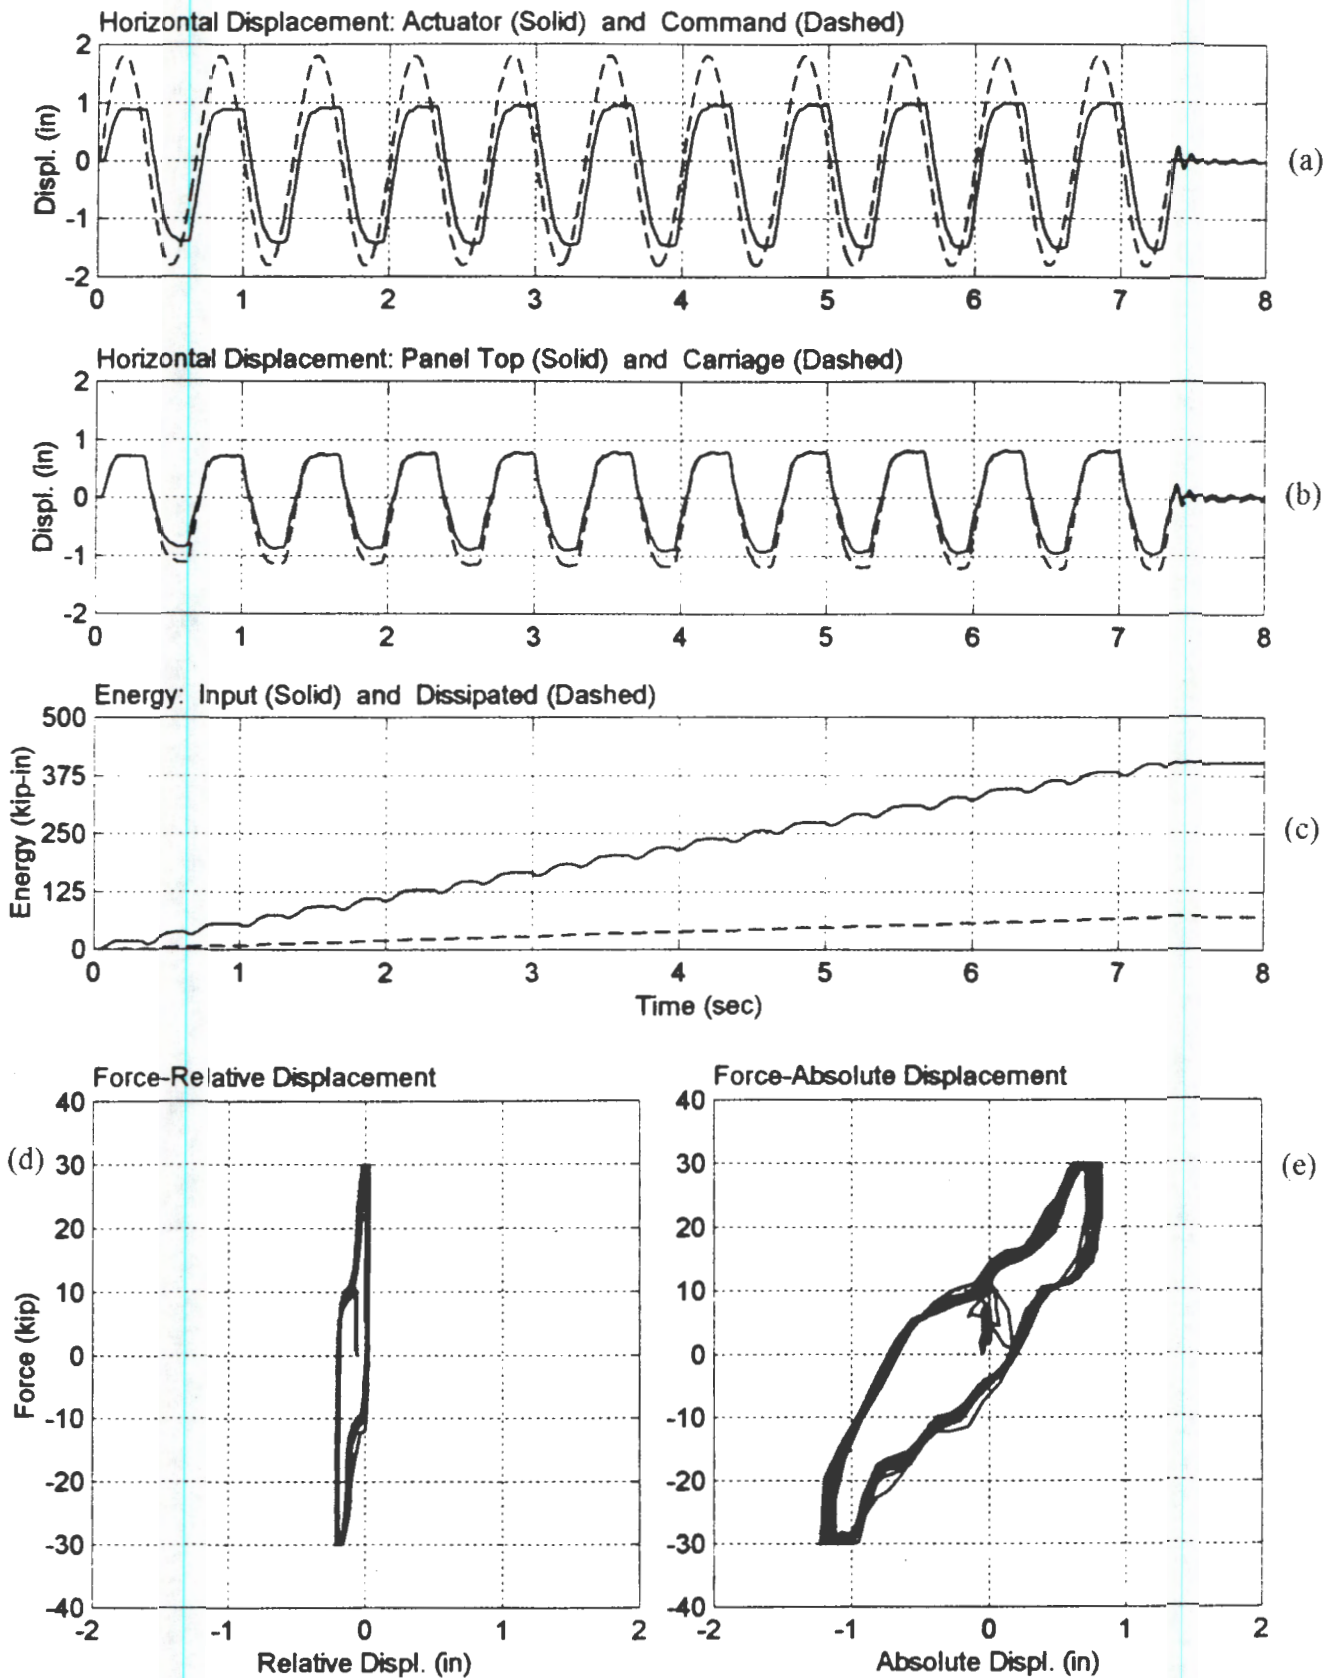 Horizontal Displacement: Actuator (Solid) and Command (Dashed)
2
1
0
-1
-2
Displ. (in)
0 1 2 3 4 5 6 7 8
(a)
Horizontal Displacement: Panel Top (Solid) and Carriage (Dashed)
2
1
0
-1
-2
Displ. (in)
0 1 2 3 4 5 6 7 8
(b)
Energy: Input (Solid) and Dissipated (Dashed)
500
375
250
125
0
Energy (kip-in)
0 1 2 3 4 5 6 7 8
Time (sec)
(c)
Force-Relative Displacement
(d)
40
30
20
10
0
-10
-20
-30
-40
Force (kip)
-2 -1 0 1 2
Relative Displ. (in)
Force-Absolute Displacement
40
30
20
10
0
-10
-20
-30
-40
-2 -1 0 1 2
Absolute Displ. (in)
(e)